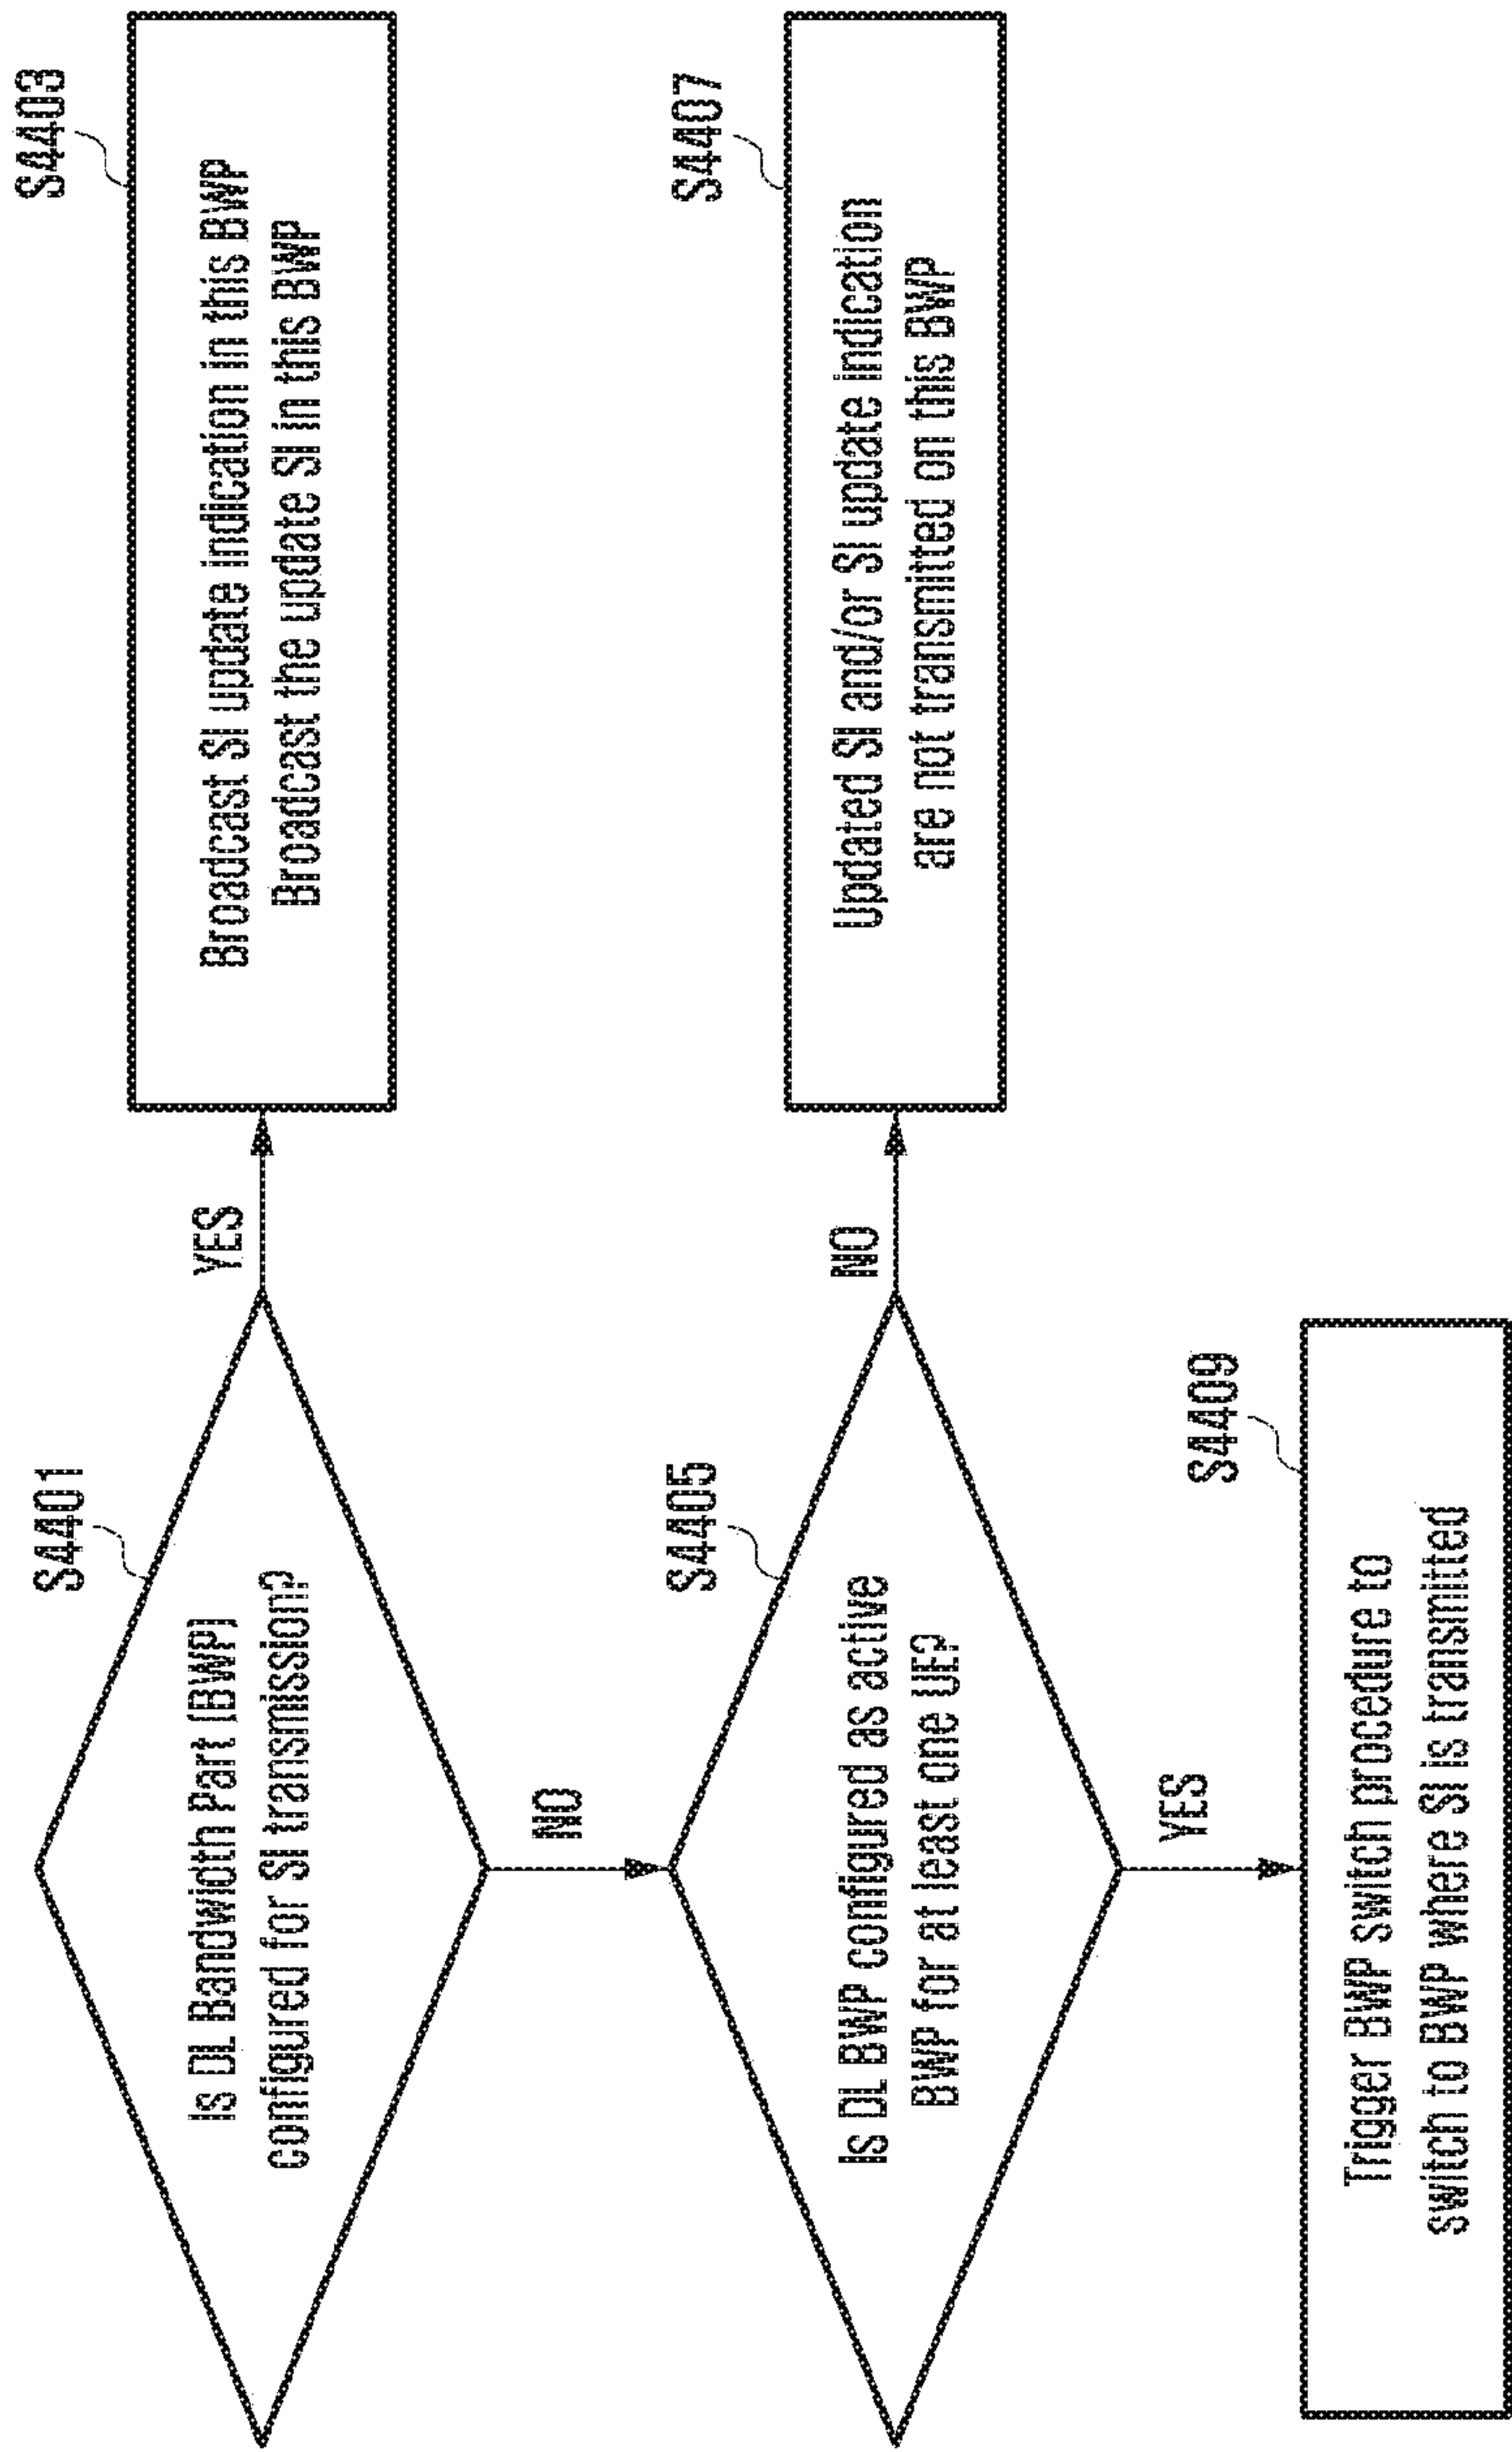 S4401
Is DL Bandwidth Part (BWP)
configured for SI transmission?
YES
S4403
Broadcast SI update indication in this BWP
Broadcast the update SI in this BWP
NO
S4405
Is DL BWP configured as active
BWP for at least one UE?
NO
S4407
Updated SI and/or SI update indication
are not transmitted on this BWP
YES
S4409
Trigger BWP switch procedure to
switch to BWP where SI is transmitted